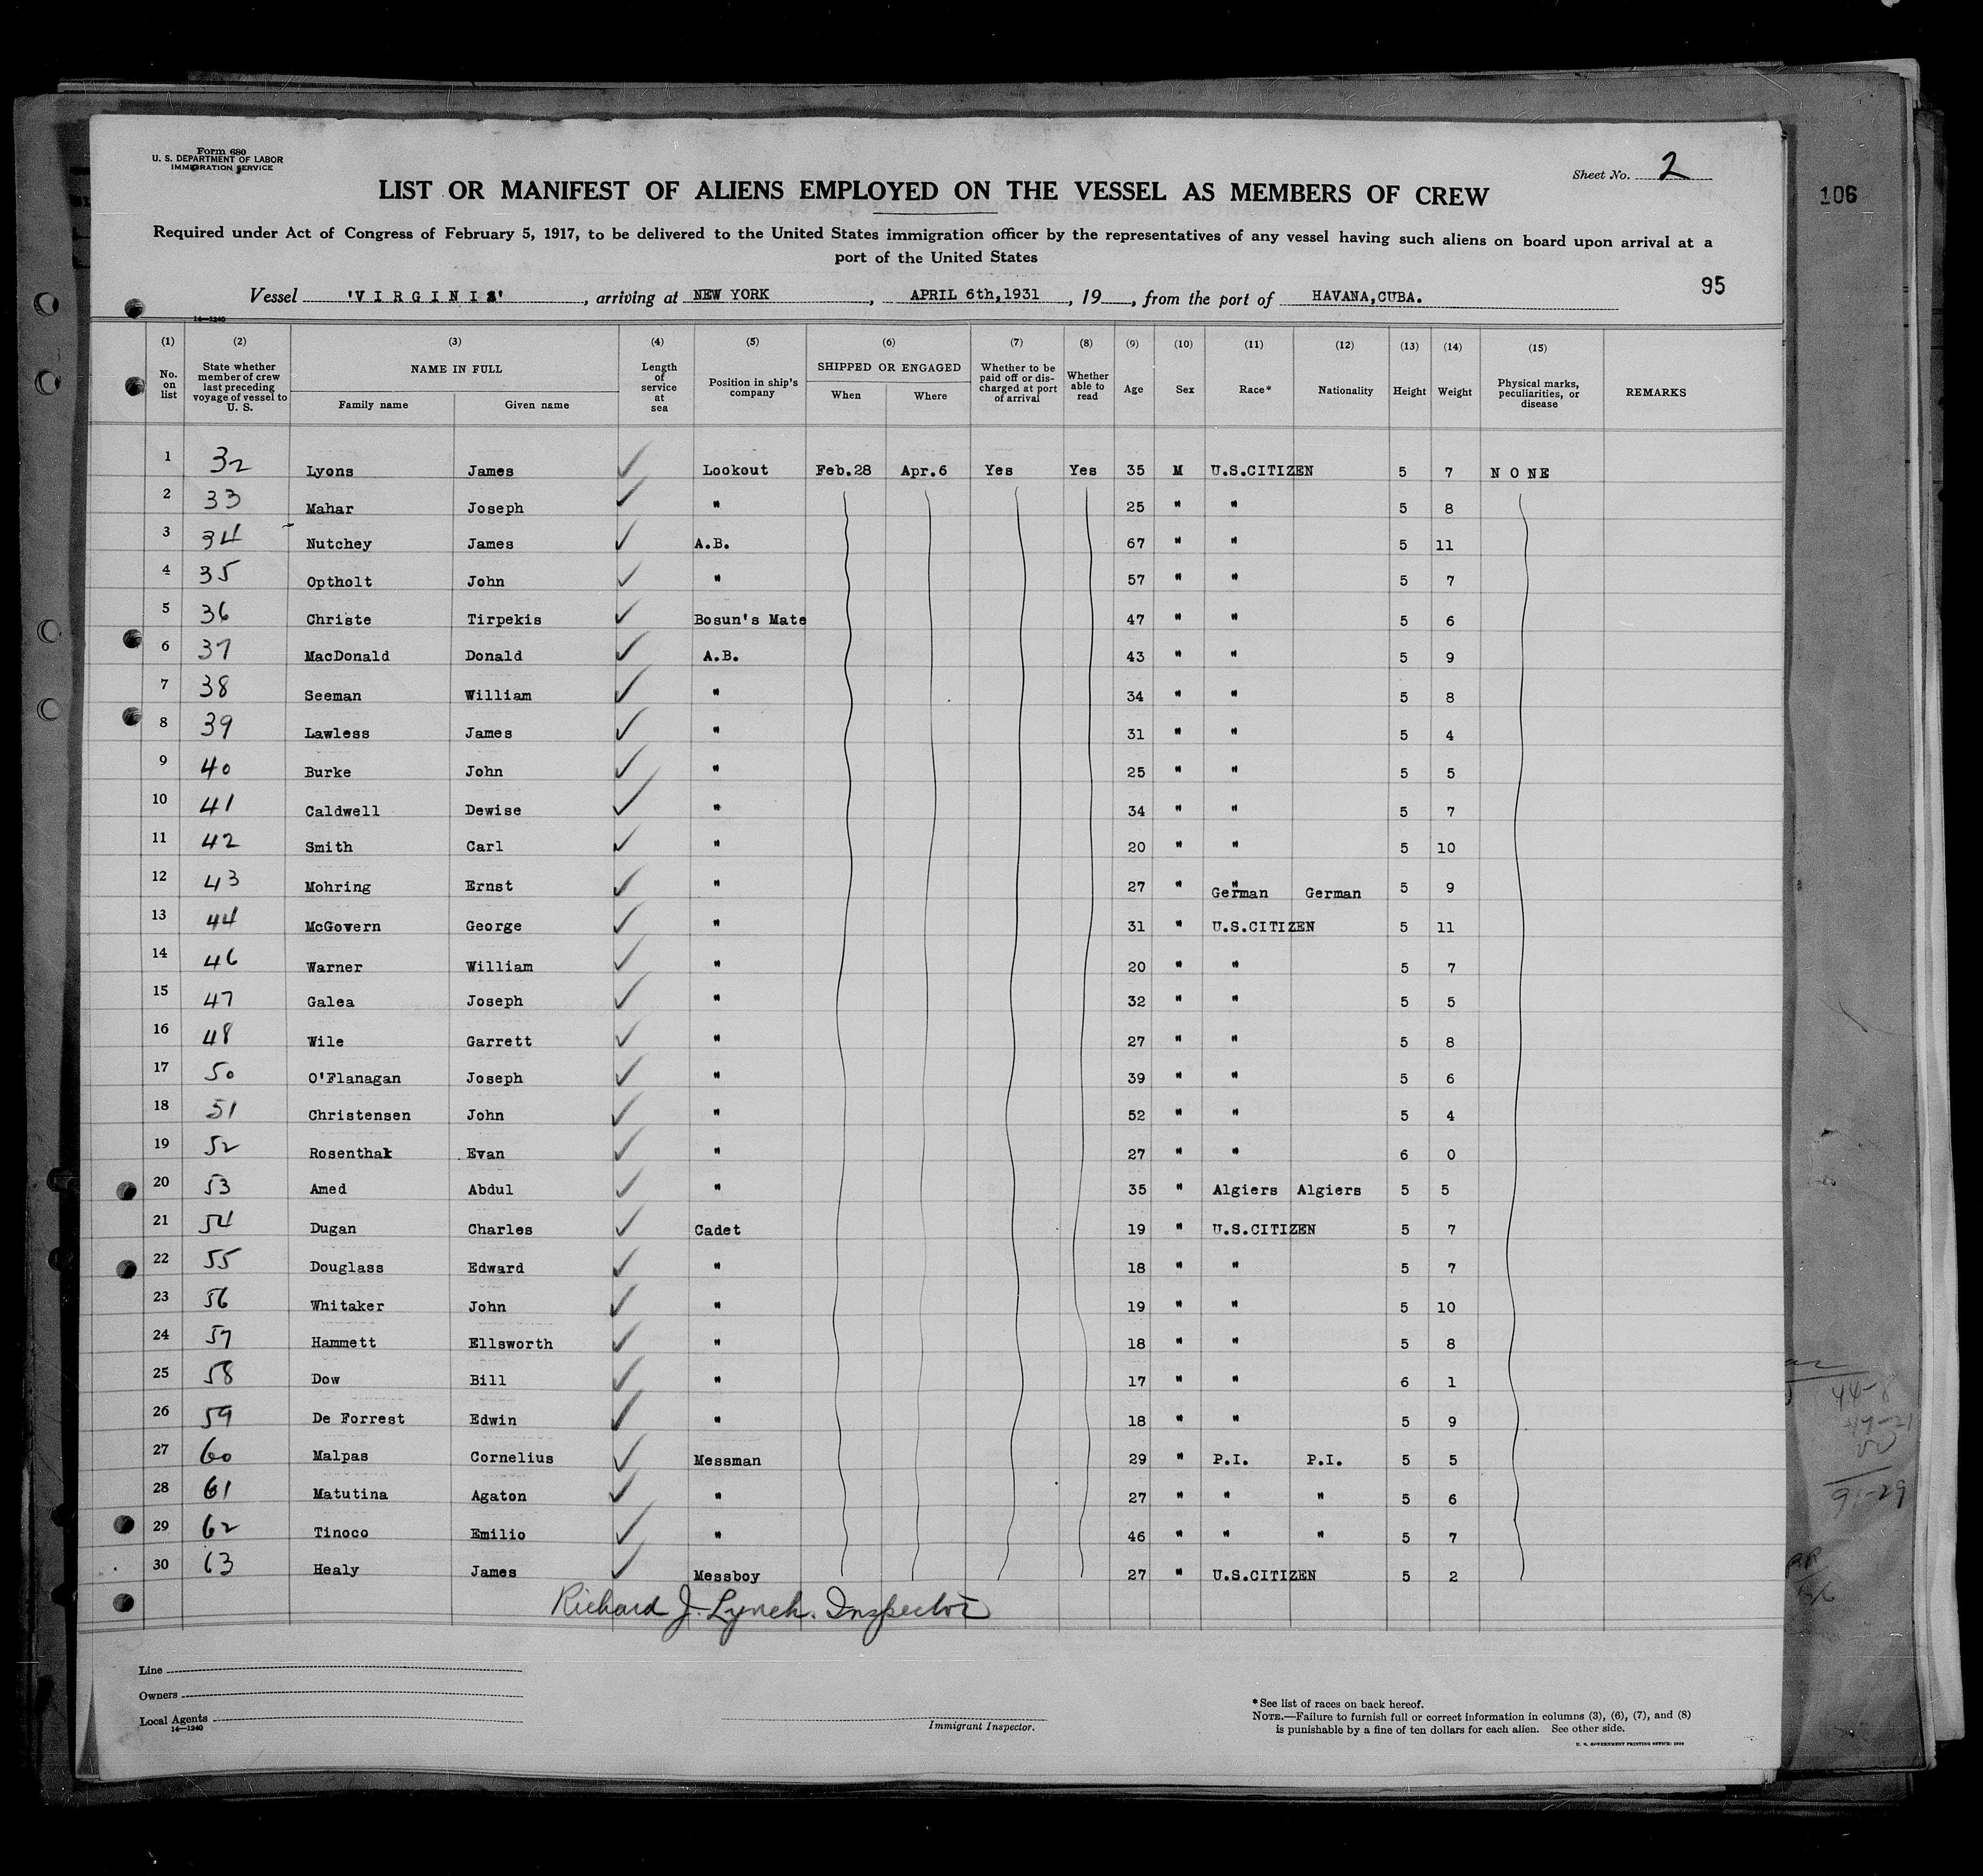 Form 680
U. S. DEPARTMENT OF LABOR
IMMIGRATION SERVICE
Sheet No. 2
LIST OR MANIFEST OF ALIENS EMPLOYED ON THE VESSEL AS MEMBERS OF CREW
106
Required under Act of Congress of February 5, 1917, to be delivered to the United States immigration officer by the representatives of any vessel having such aliens on board upon arrival at a
port of the United States
95
Vessel 'VIRGINIA', arriving at NEW YORK, APRIL 6th,1931, 19, from the port of HAVANA,CUBA.
14—1240
(1) (2) (3) (4) (5) (6) (7) (8) (9) (10) (11) (12) (13) (14) (15)
No. on list State whether member of crew last preceding voyage of vessel to U. S. NAME IN FULL Family name Given name Length of service at sea Position in ship's company SHIPPED OR ENGAGED When Where Whether to be paid off or discharged at port of arrival Whether able to read Age Sex Race* Nationality Height Weight Physical marks, peculiarities, or disease REMARKS
1 32 Lyons James Lookout Feb.28 Apr.6 Yes Yes 35 M U.S.CITIZEN 5 7 NONE
2 33 Mahar Joseph " 25 " " 5 8
3 34 Nutchey James A.B. 67 " " 5 11
4 35 Optholt John " 57 " " 5 7
5 36 Christe Tirpekis Bosun's Mate 47 " " 5 6
6 37 MacDonald Donald A.B. 43 " " 5 9
7 38 Seeman William " 34 " " 5 8
8 39 Lawless James " 31 " " 5 4
9 40 Burke John " 25 " " 5 5
10 41 Caldwell Dewise " 34 " " 5 7
11 42 Smith Carl " 20 " " 5 10
12 43 Mohring Ernst " 27 " " German German 5 9
13 44 McGovern George " 31 " U.S.CITIZEN 5 11
14 46 Warner William " 20 " " 5 7
15 47 Galea Joseph " 32 " " 5 5
16 48 Wile Garrett " 27 " " 5 8
17 50 O'Flanagan Joseph " 39 " " 5 6
18 51 Christensen John " 52 " " 5 4
19 52 Rosenthal Evan " 27 " " 6 0
20 53 Amed Abdul " 35 " Algiers Algiers 5 5
21 54 Dugan Charles Cadet 19 " U.S.CITIZEN 5 7
22 55 Douglass Edward " 18 " " 5 7
23 56 Whitaker John " 19 " " 5 10
24 57 Hammett Ellsworth " 18 " " 5 8
25 58 Dow Bill " 17 " " 6 1
26 59 De Forrest Edwin " 18 " " 5 9
27 60 Malpas Cornelius Messman 29 " P.I. P.I. 5 5
28 61 Matutina Agaton " 27 " " " 5 6
29 62 Tinoco Emilio " 46 " " " 5 7
30 63 Healy James Messboy 27 " U.S.CITIZEN 5 2
Richard J. Lynch. Inspector
Line
Owners
Local Agents
14—1240
Immigrant Inspector.
*See list of races on back hereof.
NOTE.—Failure to furnish full or correct information in columns (3), (6), (7), and (8)
is punishable by a fine of ten dollars for each alien. See other side.
U. S. GOVERNMENT PRINTING OFFICE: 1930
44-8
47-21
91-29